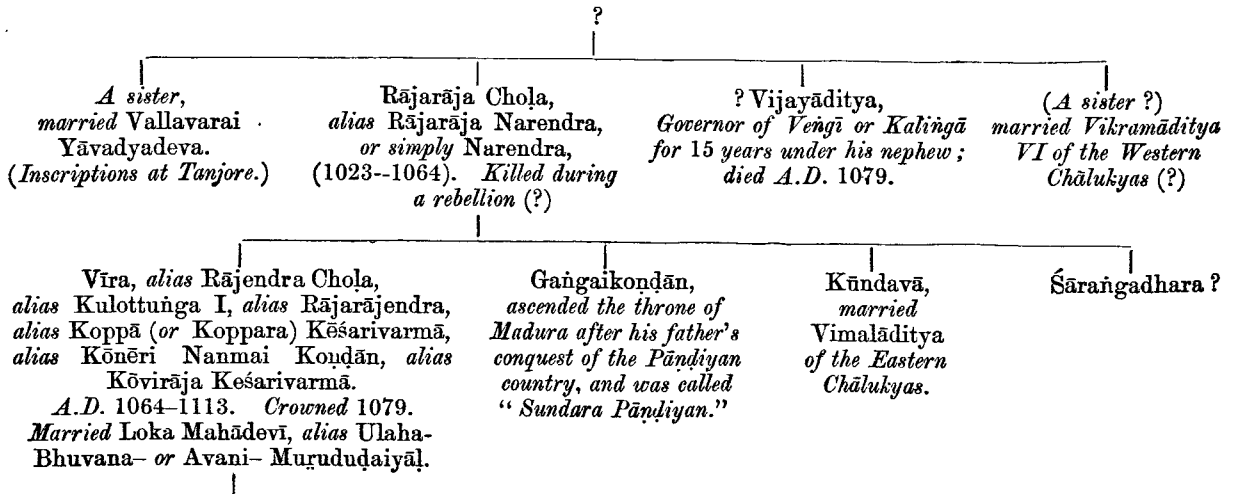 ?
A sister,
married Vallavarai
Yāvadyadeva.
(Inscriptions at Tanjore.)
Rājarāja Choḷa,
alias Rājarāja Narendra,
or simply Narendra,
(1023--1064). Killed during
a rebellion (?)
? Vijayāditya,
Governor of Veṅgī or Kaliṅgā
for 15 years under his nephew;
died A.D. 1079.
(A sister ?)
married Vikramāditya
VI of the Western
Chālukyas (?)
Vīra, alias Rājendra Choḷa,
alias Kulottuṅga I, alias Rājarājendra,
alias Koppā (or Koppara) Kēśarivarmā,
alias Kōnēri Nanmai Koṇḍān, alias
Kōvirāja Keśarivarmā.
A.D. 1064–1113. Crowned 1079.
Married Loka Mahādevī, alias Ulaha-
Bhuvana– or Avani– Muṟududaiyāḷ.
Gaṅgaikoṇḍān,
ascended the throne of
Madura after his father's
conquest of the Pāṇḍiyan
country, and was called
“ Sundara Pāṇḍiyan.”
Kūndavā,
married
Vimalāditya
of the Eastern
Chālukyas.
Śāraṅgadhara ?